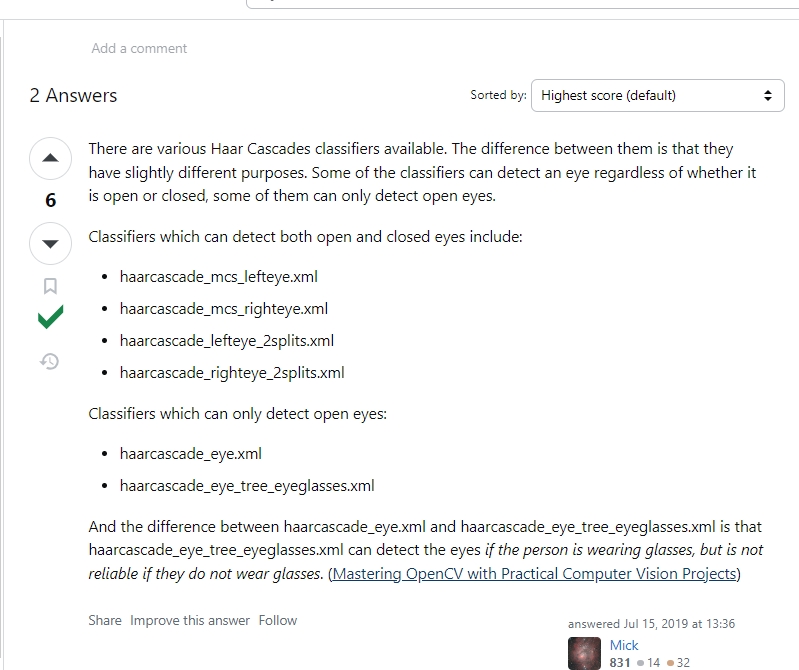 Add a comment
2 Answers
Sorted by: Highest score (default)
There are various Haar Cascades classifiers available. The difference between them is that they
have slightly different purposes. Some of the classifiers can detect an eye regardless of whether it
6
is open or closed, some of them can only detect open eyes.
Classifiers which can detect both open and closed eyes include:
• haarcascade_mcs_lefteye.xml
• haarcascade_mcs_righteye.xml
• haarcascade_lefteye_2splits.xml
• haarcascade_righteye_2splits.xml
Classifiers which can only detect open eyes:
• haarcascade_eye.xml
• haarcascade_eye_tree_eyeglasses.xml
And the difference between haarcascade_eye.xml and haarcascade_eye_tree_eyeglasses.xml is that
haarcascade_eye_tree_eyeglasses.xml can detect the eyes if the person is wearing glasses, but is not
reliable if they do not wear glasses. (Mastering OpenCV with Practical Computer Vision Projects)
Share Improve this answer Follow
answered Jul 15, 2019 at 13:36
Mick
831 14 32